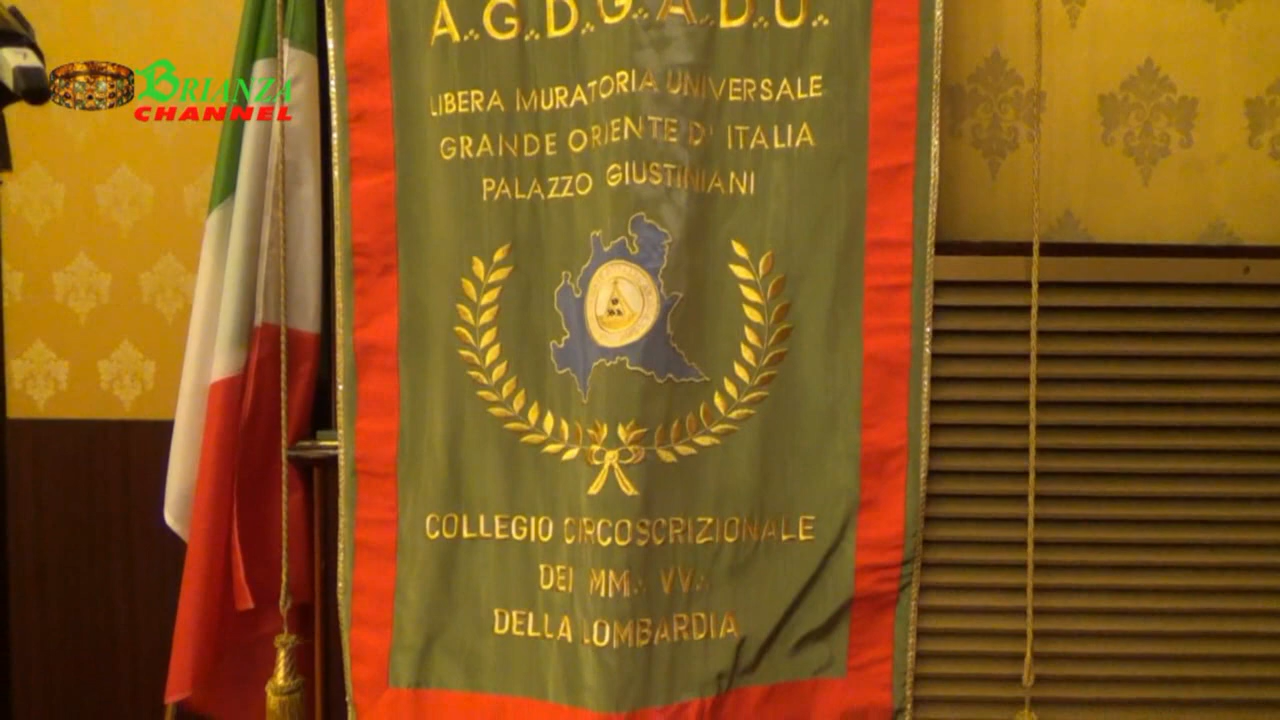 A∴G∴D∴G∴A∴D∴U∴
BRIANZA
CHANNEL
LIBERA MURATORIA UNIVERSALE
GRANDE ORIENTE D' ITALIA
PALAZZO GIUSTINIANI
COLLEGIO CIRCOSCRIZIONALE
DEI MM∴ VV∴
DELLA LOMBARDIA